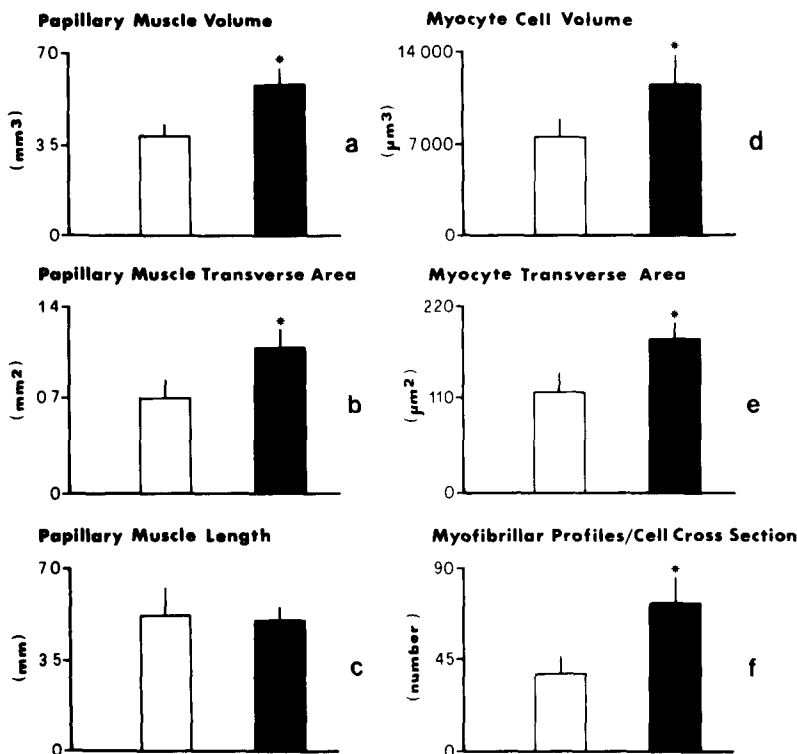 Papillary Muscle Volume
70
35
0
(mm3)
a
Myocyte Cell Volume
14 000
7 000
0
(μm³)
*
*
d
Papillary Muscle Transverse Area
14
07
0
(mm2)
*
b
Myocyte Transverse Area
220
110
0
(μm²)
*
e
Papillary Muscle Length
70
35
0
(mm)
c
Myofibrillar Profiles/Cell Cross Section
90
45
0
(number)
*
f